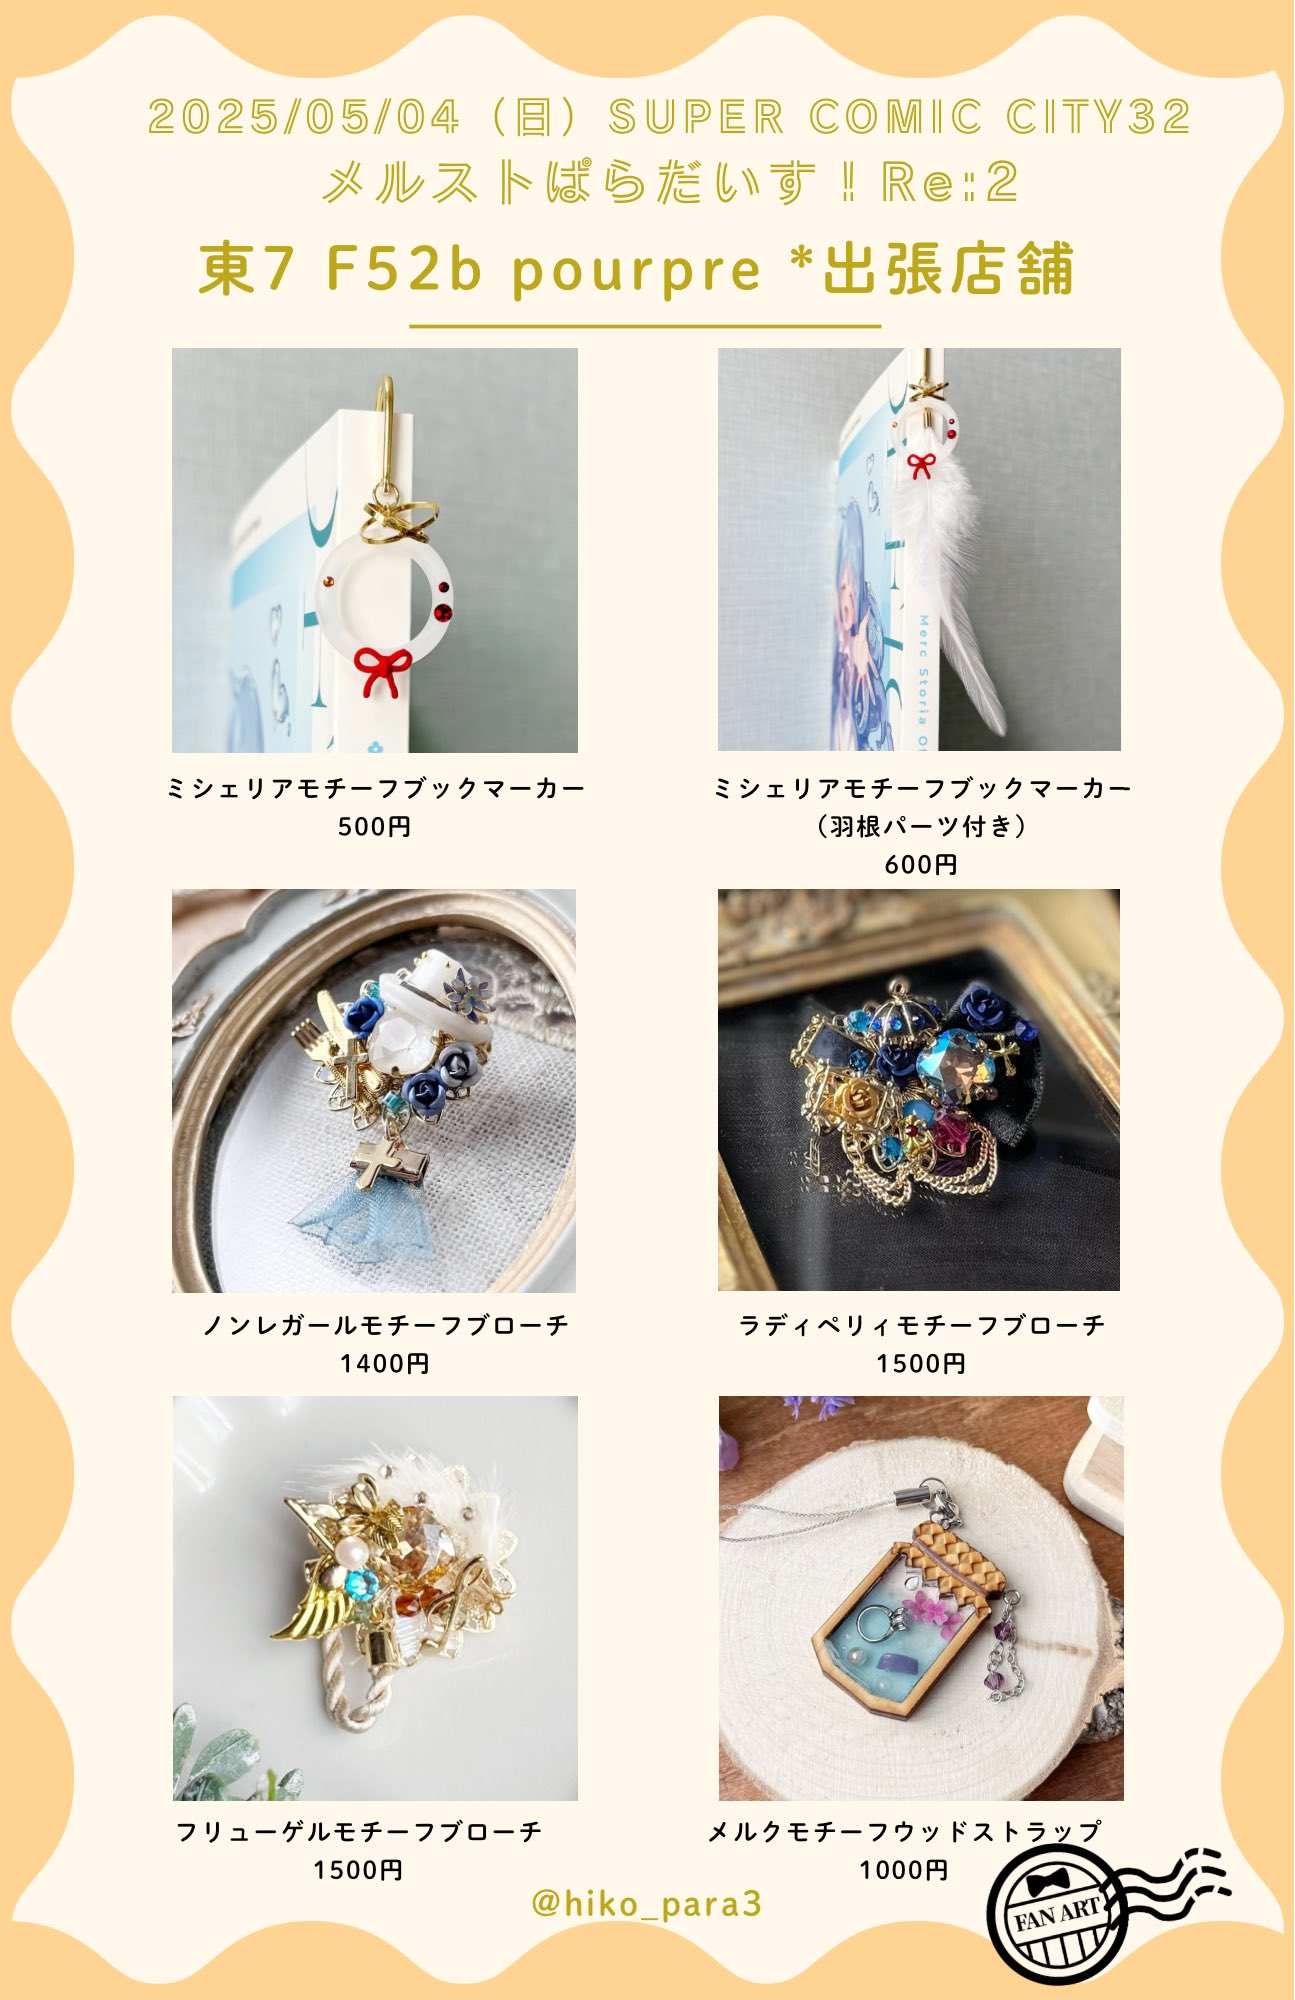 2025/05/04（日）SUPER COMIC CITY32
メルストぱらだいす！Re:2
東7 F52b pourpre *出張店舗
ミシェリアモチーフブックマーカー
500円
Merc Storia
ミシェリアモチーフブックマーカー
（羽根パーツ付き）
600円
ノンレガールモチーフブローチ
1400円
ラディペリィモチーフブローチ
1500円
フリューゲルモチーフブローチ
1500円
メルクモチーフウッドストラップ
1000円
@hiko_para3
FAN ART